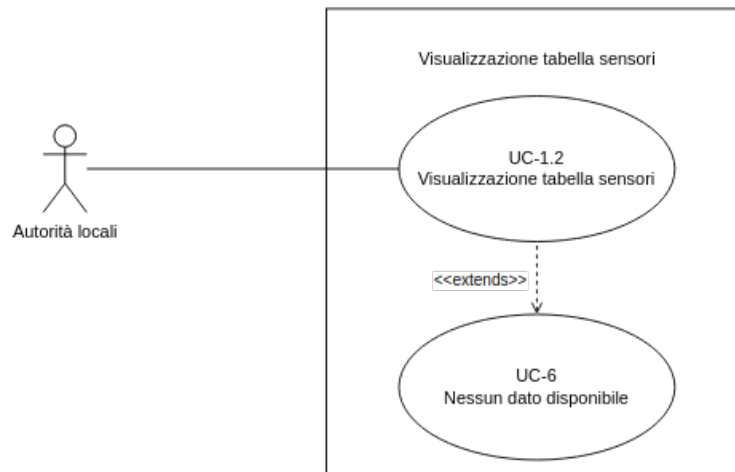 Visualizzazione tabella sensori
UC-1.2
Visualizzazione tabella sensori
Autorità locali
<<extends>>
UC-6
Nessun dato disponibile